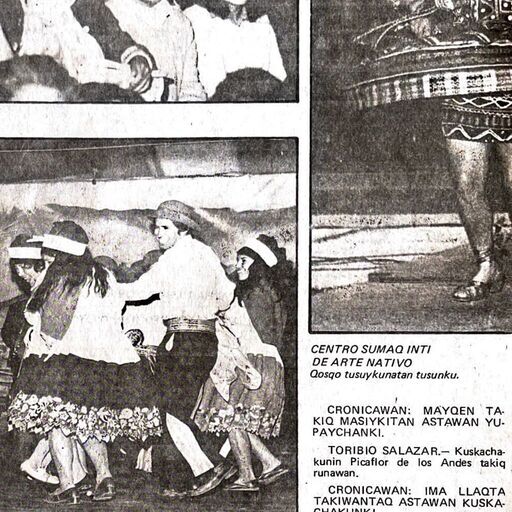 CENTRO SUMAQ INTI
DE ARTE NATIVO
Qosqo tusuykunatan tusunku.
CRONICAWAN: MAYQEN TA-
KIQ MASIYKITAN ASTAWAN YU-
PAYCHANKI.
TORIBIO SALAZAR.— Kuskacha-
kunin Picaflor de los Andes takiq
runawan.
CRONICAWAN: IMA LLAQTA
TAKIWANTAQ ASTAWAN KUSKA-
CHAKUNKI